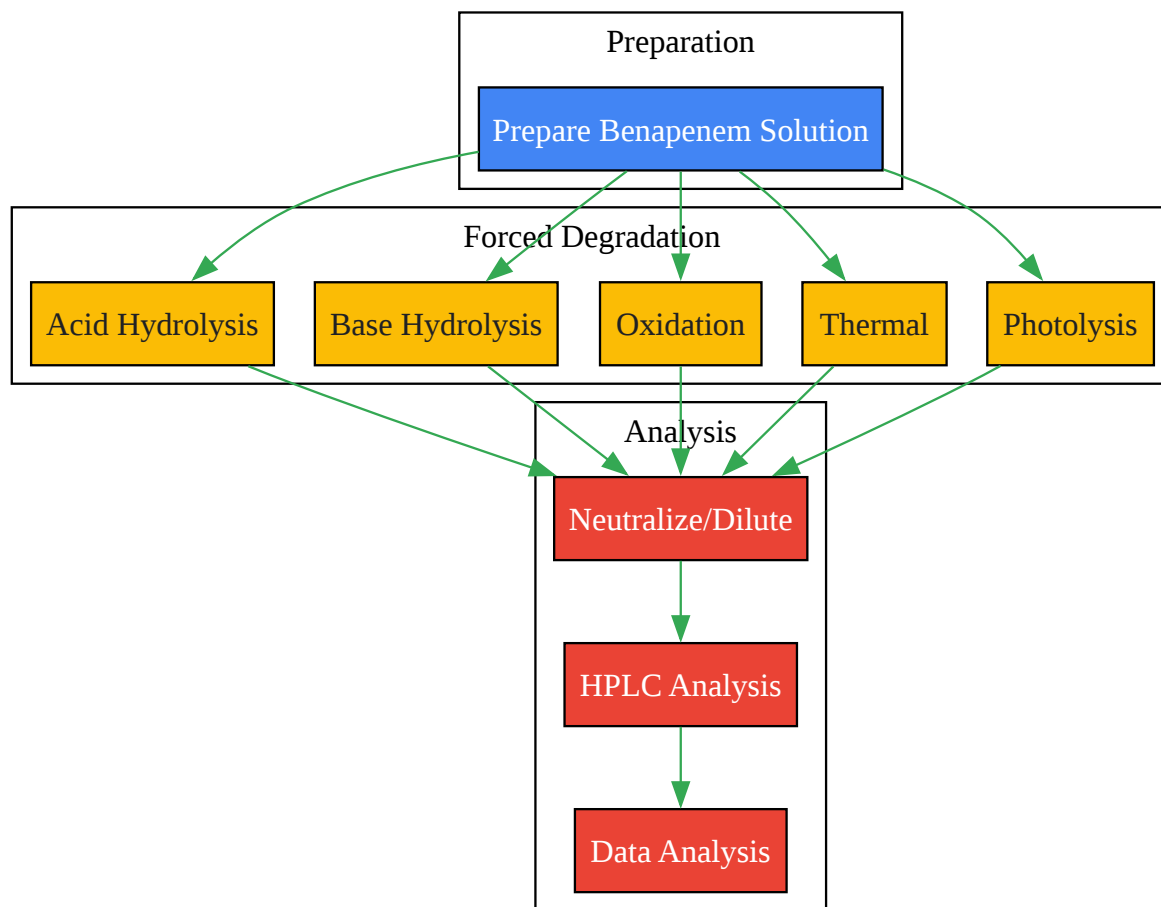 Preparation
Prepare Benapenem Solution
Forced Degradation
Acid Hydrolysis
Base Hydrolysis
Oxidation
Thermal
Photolysis
Analysis
Neutralize/Dilute
HPLC Analysis
Data Analysis